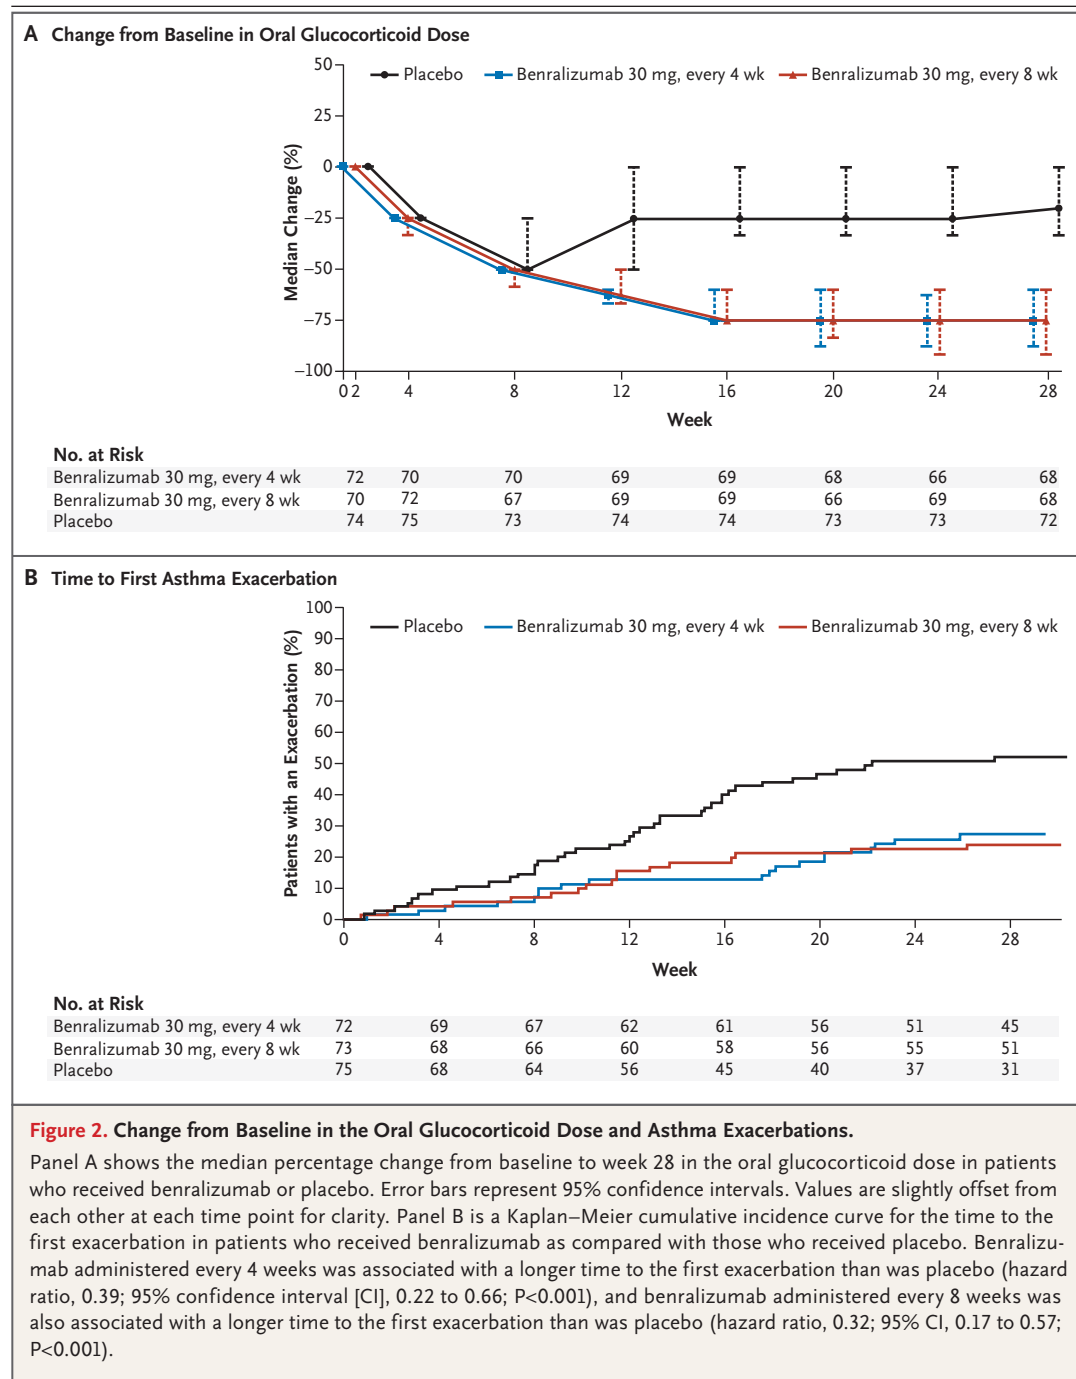 A Change from Baseline in Oral Glucocorticoid Dose
50
Placebo
Benralizumab 30 mg, every 4 wk
Benralizumab 30 mg, every 8 wk
25
0
−25
−50
−75
−100
Median Change (%)
0 2 4 8 12 16 20 24 28
Week
No. at Risk
Benralizumab 30 mg, every 4 wk 72 70 70 69 69 68 66 68
Benralizumab 30 mg, every 8 wk 70 72 67 69 69 66 69 68
Placebo 74 75 73 74 74 73 73 72
B Time to First Asthma Exacerbation
100
Placebo
Benralizumab 30 mg, every 4 wk
Benralizumab 30 mg, every 8 wk
90
80
70
60
50
40
30
20
10
0
Patients with an Exacerbation (%)
0 4 8 12 16 20 24 28
Week
No. at Risk
Benralizumab 30 mg, every 4 wk 72 69 67 62 61 56 51 45
Benralizumab 30 mg, every 8 wk 73 68 66 60 58 56 55 51
Placebo 75 68 64 56 45 40 37 31
Figure 2. Change from Baseline in the Oral Glucocorticoid Dose and Asthma Exacerbations.
Panel A shows the median percentage change from baseline to week 28 in the oral glucocorticoid dose in patients
who received benralizumab or placebo. Error bars represent 95% confidence intervals. Values are slightly offset from
each other at each time point for clarity. Panel B is a Kaplan–Meier cumulative incidence curve for the time to the
first exacerbation in patients who received benralizumab as compared with those who received placebo. Benralizu-
mab administered every 4 weeks was associated with a longer time to the first exacerbation than was placebo (hazard
ratio, 0.39; 95% confidence interval [CI], 0.22 to 0.66; P<0.001), and benralizumab administered every 8 weeks was
also associated with a longer time to the first exacerbation than was placebo (hazard ratio, 0.32; 95% CI, 0.17 to 0.57;
P<0.001).